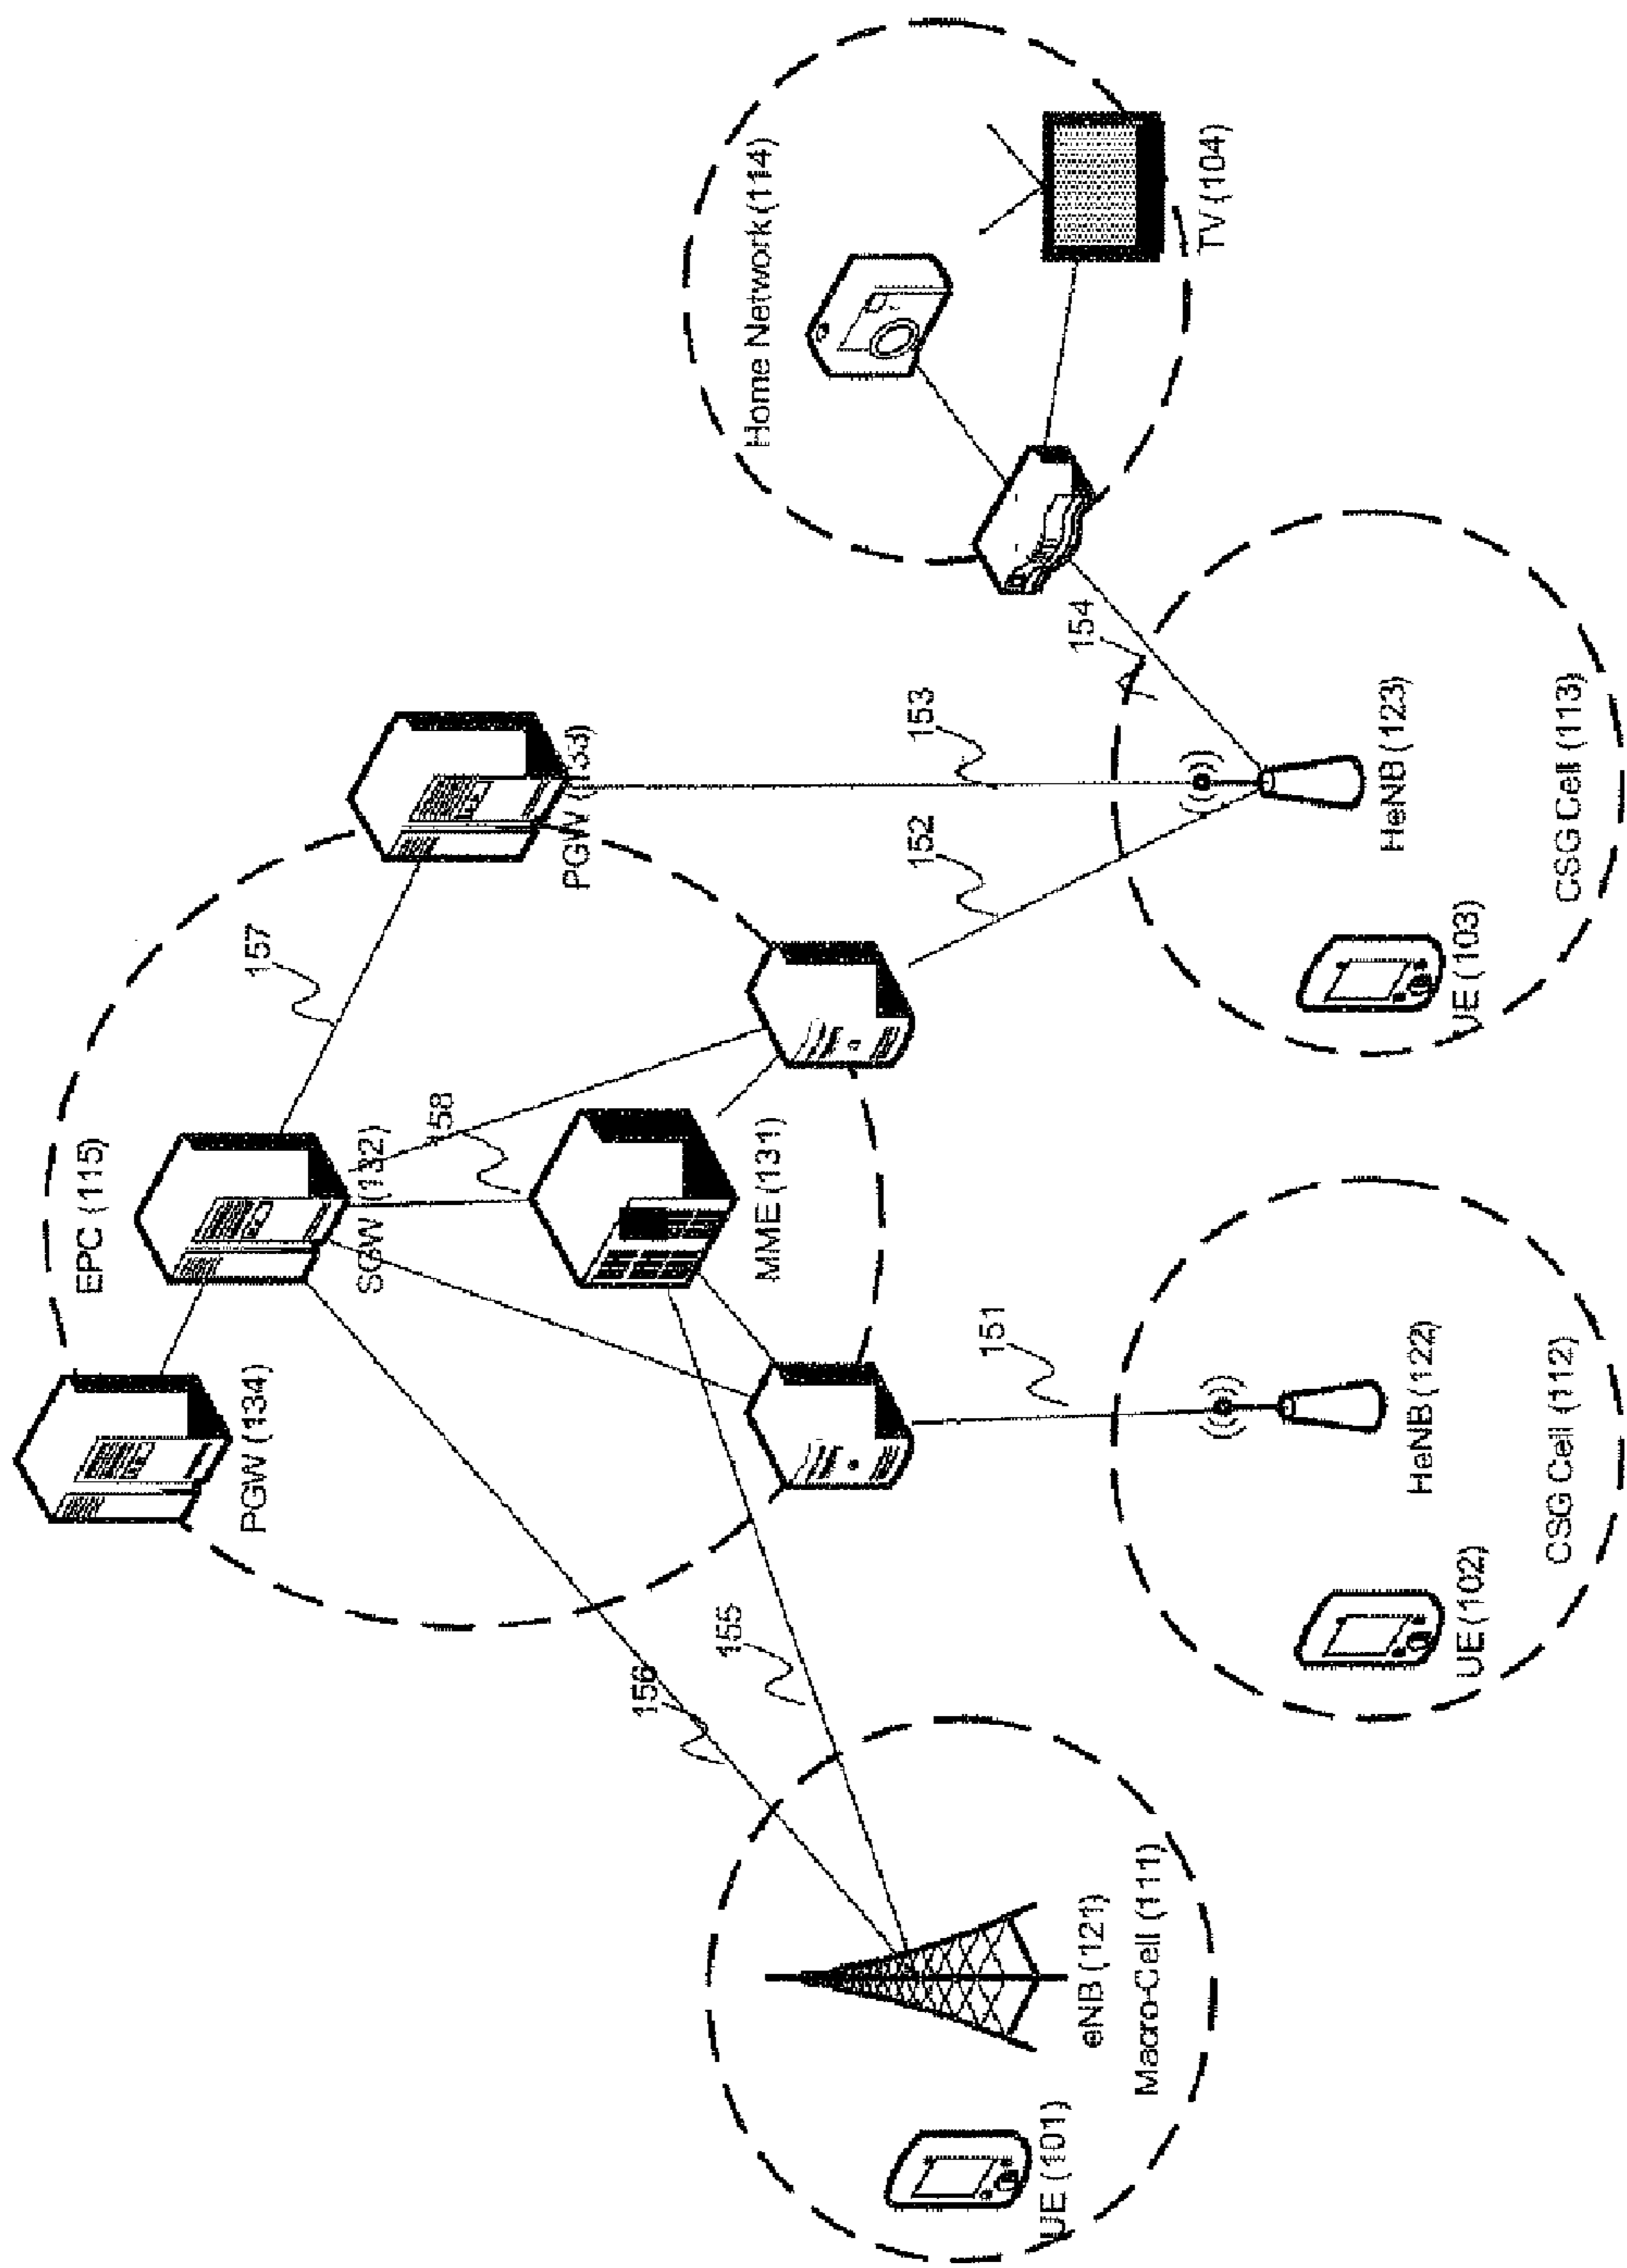 PGW (134)
EPC (115)
SGW (132)
157
PGW (133)
158
MME (131)
156
155
151
152
153
154
Home Network (114)
TV (104)
UE (101)
eNB (121)
Macro-Cell (111)
UE (102)
HeNB (122)
CSG Cell (112)
UE (103)
HeNB (123)
CSG Cell (113)